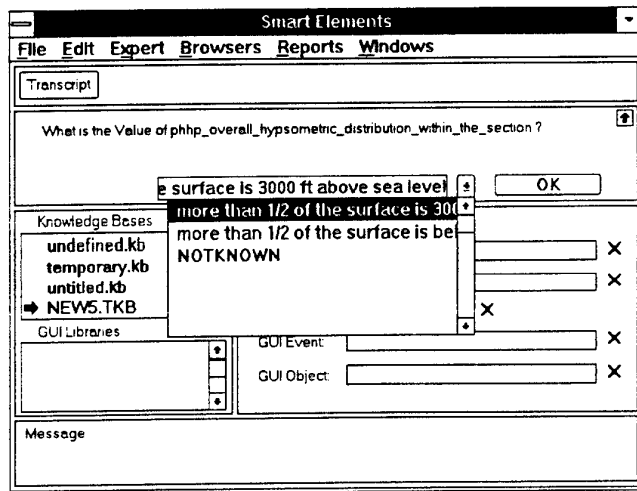 Smart Elements
File Edit Expert Browsers Reports Windows
Transcript
What is the Value of phhp_overall_hypsometric_distribution_within_the_section ?
e surface is 3000 ft above sea level
OK
more than 1/2 of the surface is 300
more than 1/2 of the surface is bel
NOTKNOWN
Knowledge Bases
undefined.kb
temporary.kb
untitled.kb
NEW5.TKB
GUI Libraries
GUI Event:
GUI Object:
Message